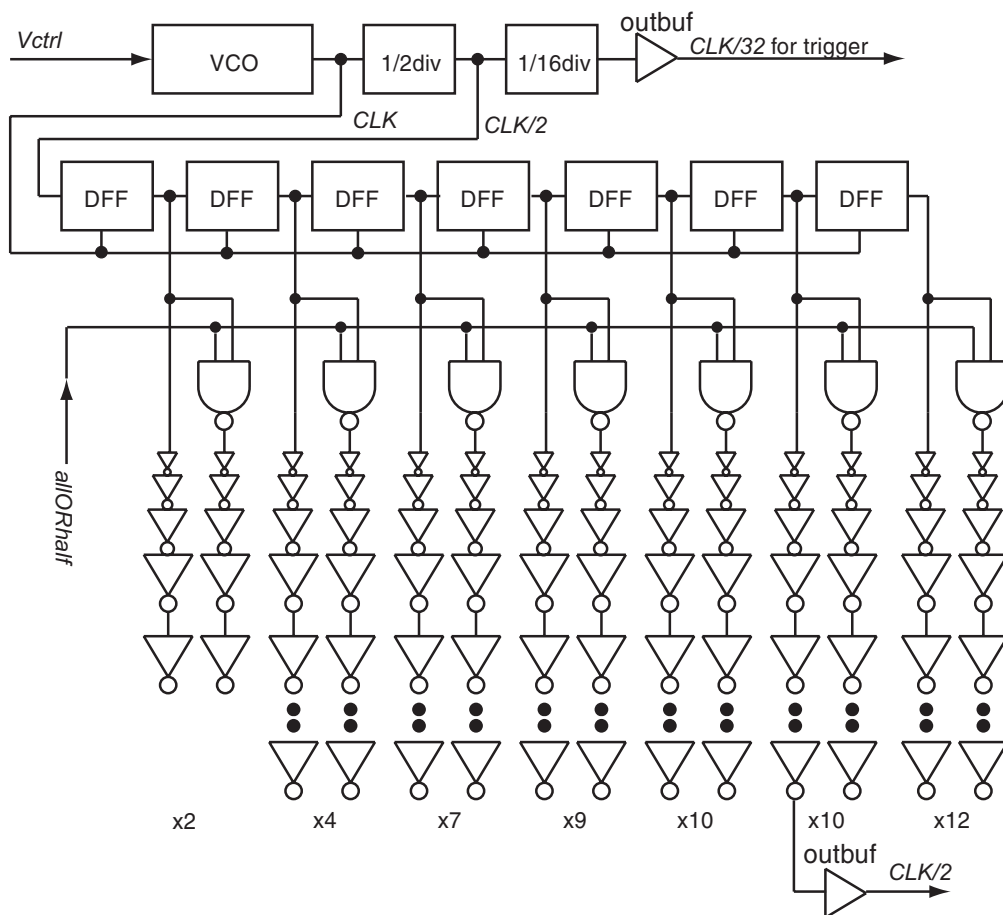 outbuf
Vctrl
VCO
1/2div
1/16div
CLK/32 for trigger
CLK
CLK/2
DFF DFF DFF DFF DFF DFF DFF
allORhalf
x2 x4 x7 x9 x10 x10 x12
outbuf
CLK/2